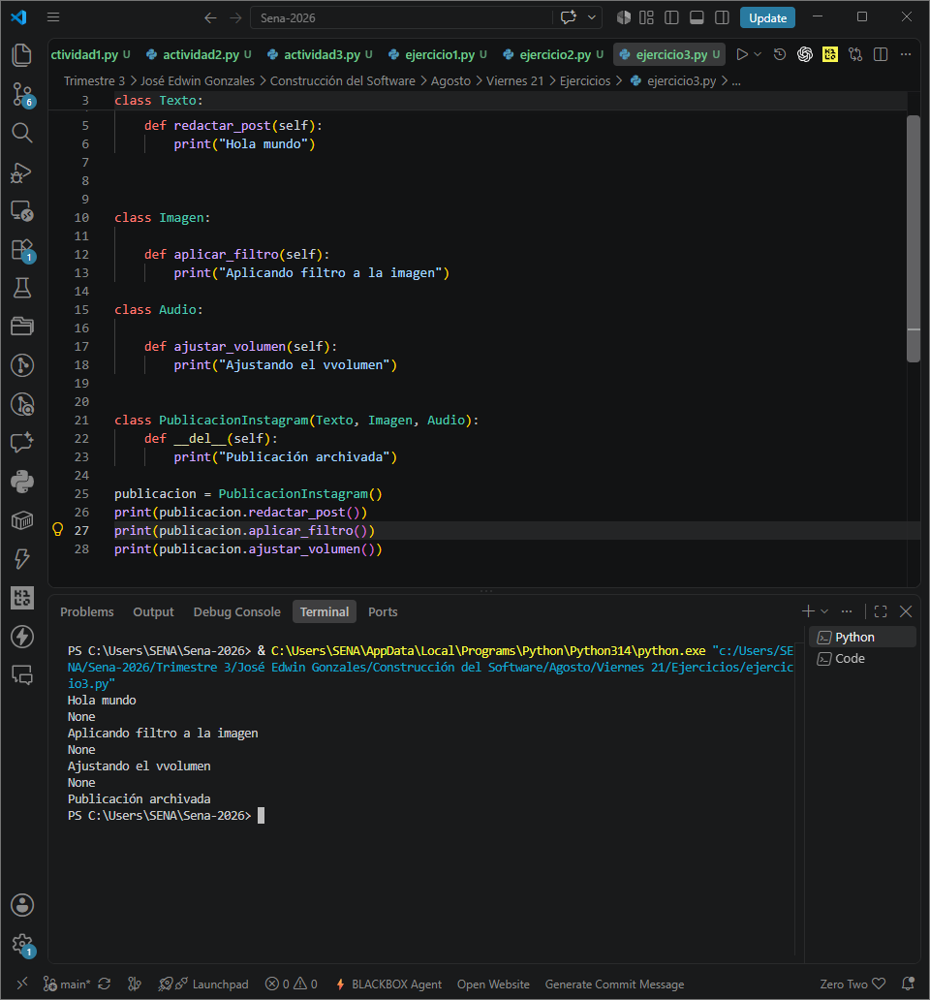 Sena-2026
Update
ctividad1.py U
actividad2.py U
actividad3.py U
ejercicio1.py U
ejercicio2.py U
ejercicio3.py U
Trimestre 3 > José Edwin Gonzales > Construcción del Software > Agosto > Viernes 21 > Ejercicios > ejercicio3.py > ...
3 class Texto:
5 def redactar_post(self):
6 print("Hola mundo")
7
8
9
10 class Imagen:
11
12 def aplicar_filtro(self):
13 print("Aplicando filtro a la imagen")
14
15 class Audio:
16
17 def ajustar_volumen(self):
18 print("Ajustando el vvolumen")
19
20
21 class PublicacionInstagram(Texto, Imagen, Audio):
22 def __del__(self):
23 print("Publicación archivada")
24
25 publicacion = PublicacionInstagram()
26 print(publicacion.redactar_post())
27 print(publicacion.aplicar_filtro())
28 print(publicacion.ajustar_volumen())
6
1
Problems Output Debug Console Terminal Ports
PS C:\Users\SENA\Sena-2026> & C:\Users\SENA\AppData\Local\Programs\Python\Python314\python.exe "c:/Users/SE
NA/Sena-2026/Trimestre 3/José Edwin Gonzales/Construcción del Software/Agosto/Viernes 21/Ejercicios/ejercic
io3.py"
Hola mundo
None
Aplicando filtro a la imagen
None
Ajustando el vvolumen
None
Publicación archivada
PS C:\Users\SENA\Sena-2026>
Python
Code
1
main* Launchpad 0 0 BLACKBOX Agent Open Website Generate Commit Message Zero Two